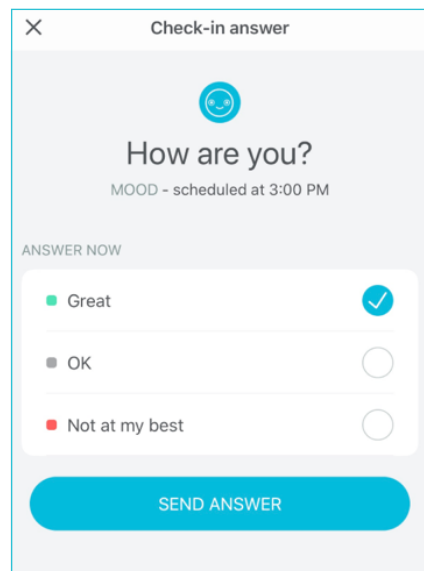 Check-in answer
How are you?
MOOD - scheduled at 3:00 PM
ANSWER NOW
Great
OK
Not at my best
SEND ANSWER